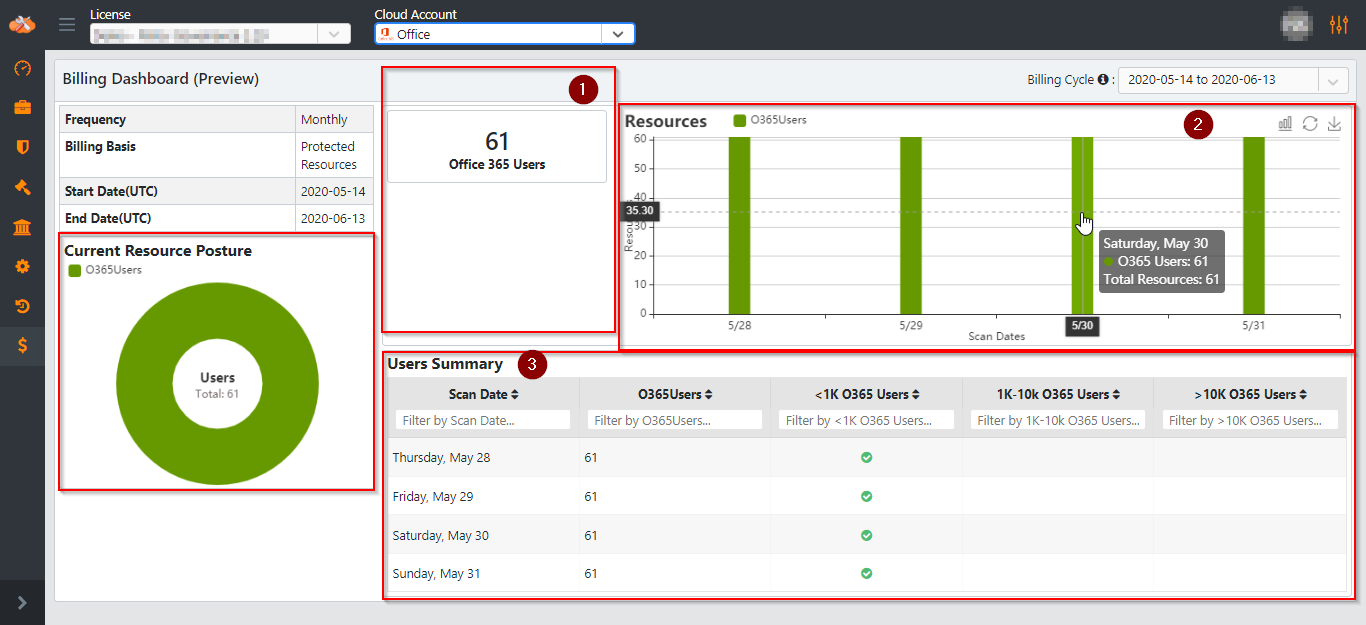 License
Cloud Account
Office
Billing Dashboard (Preview)
Billing Cycle :
2020-05-14 to 2020-06-13
Frequency Monthly
Billing Basis Protected Resources
Start Date(UTC) 2020-05-14
End Date(UTC) 2020-06-13
Current Resource Posture
O365Users
Users
Total: 61
1
61
Office 365 Users
Resources
O365Users
2
60
50
40
35.30
30
20
10
0
Saturday, May 30
O365 Users: 61
Total Resources: 61
5/28 5/29 5/30 5/31
Scan Dates
Users Summary
3
Scan Date O365Users <1K O365 Users 1K-10k O365 Users >10K O365 Users
Filter by Scan Date... Filter by O365Users... Filter by <1K O365 Users... Filter by 1K-10k O365 Users... Filter by >10K O365 Users...
Thursday, May 28 61
Friday, May 29 61
Saturday, May 30 61
Sunday, May 31 61